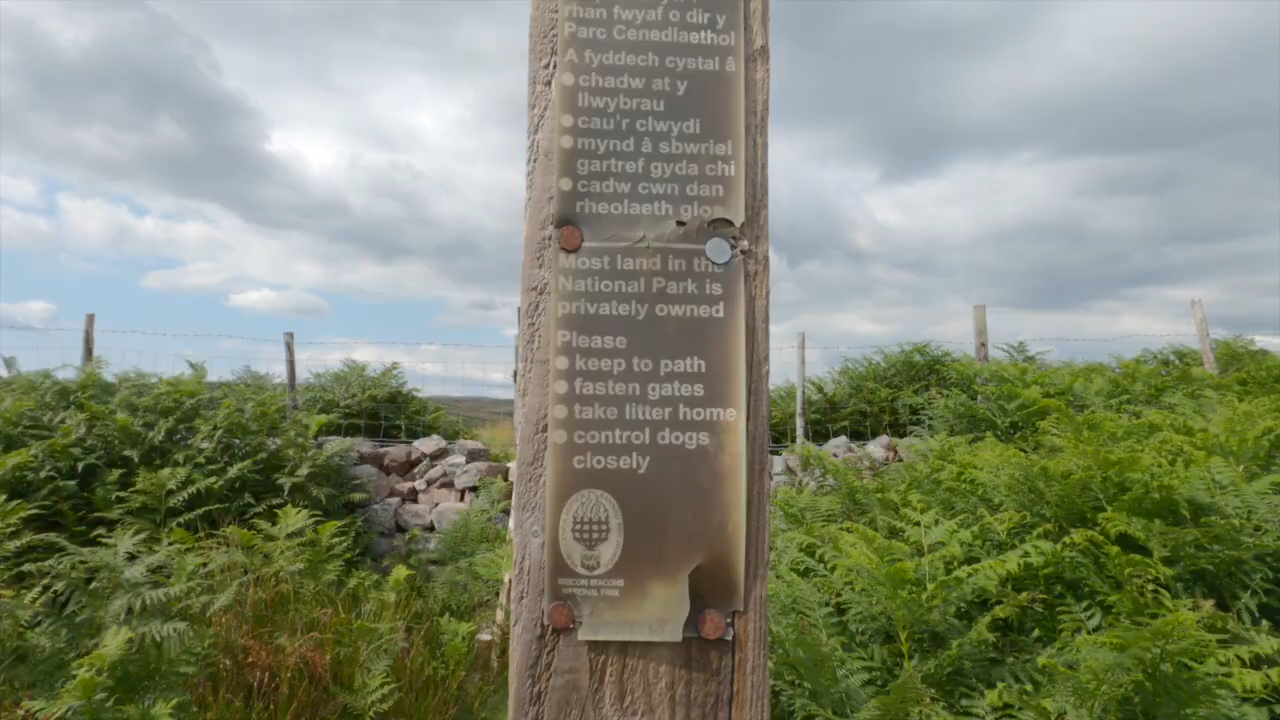 rhan fwyaf o dir y
Parc Cenedlaethol
A fyddech cystal â
chadw at y
llwybrau
cau'r clwydi
mynd â sbwriel
gartref gyda chi
cadw cwn dan
rheolaeth glos
Most land in the
National Park is
privately owned
Please
keep to path
fasten gates
take litter home
control dogs
closely
BRECON BEACONS
NATIONAL PARK